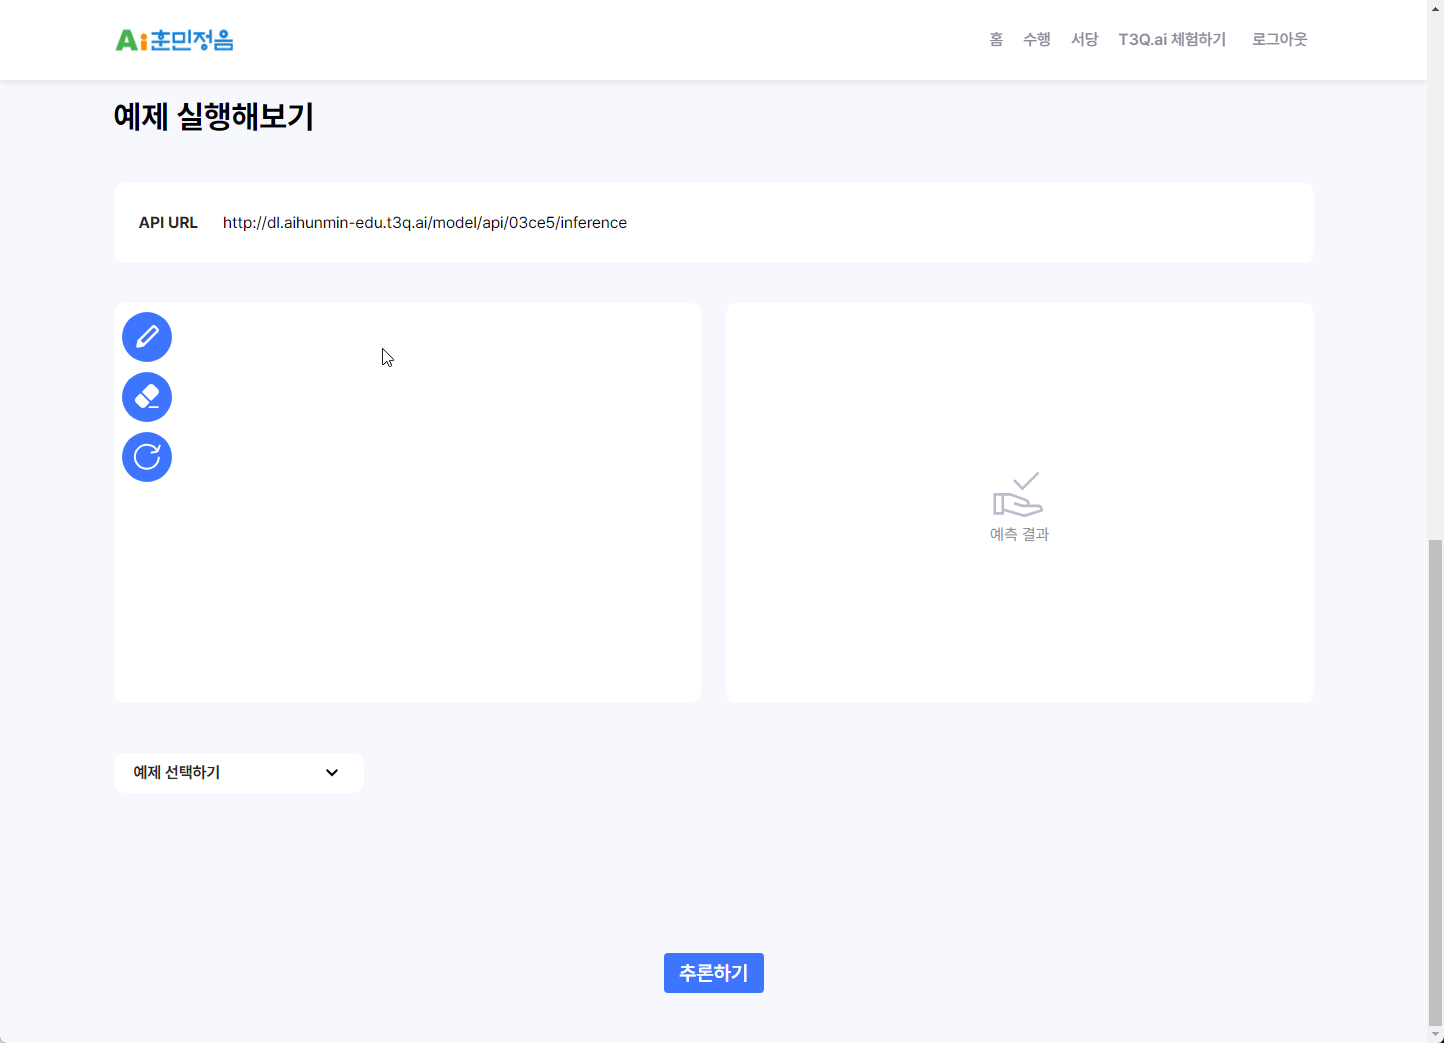 Ai훈민정음
홈 수행 서당 T3Q.ai 체험하기 로그아웃
예제 실행해보기
API URL http://dl.aihunmin-edu.t3q.ai/model/api/03ce5/inference
예측 결과
예제 선택하기
추론하기